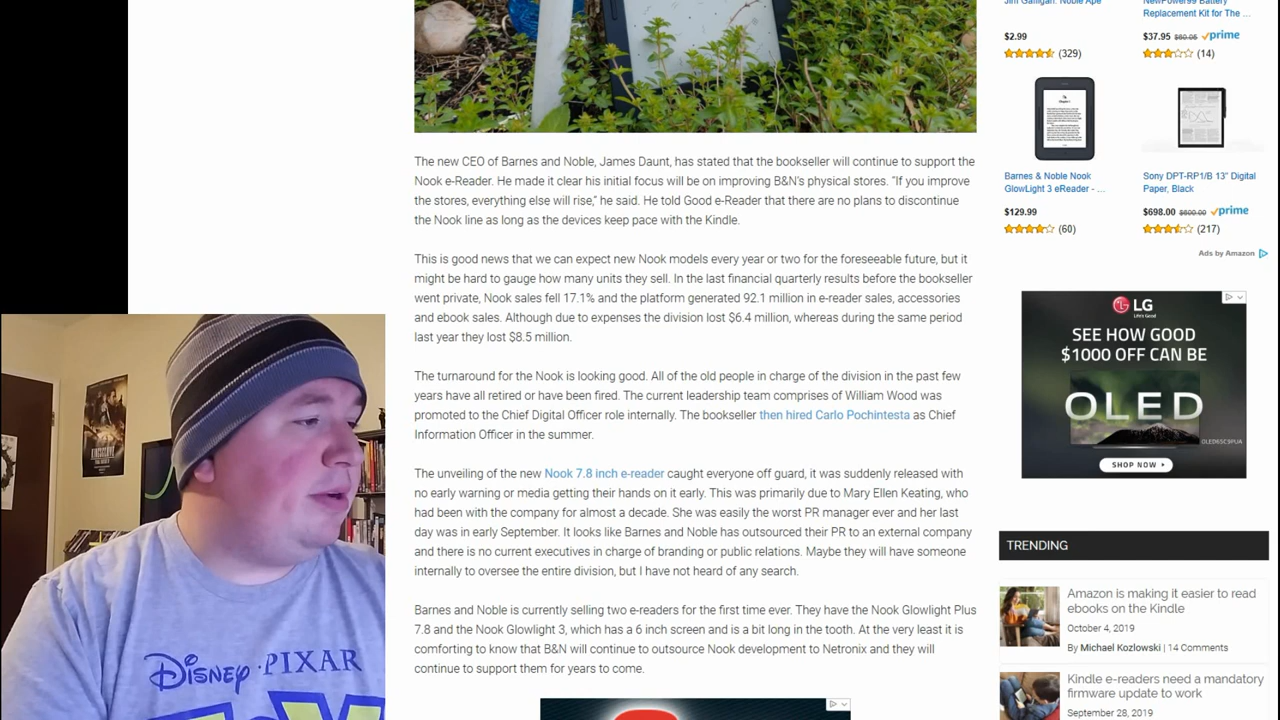 The new CEO of Barnes and Noble, James Daunt, has stated that the bookseller will continue to support the
Nook e-Reader. He made it clear his initial focus will be on improving B&N's physical stores. "If you improve
the stores, everything else will rise," he said. He told Good e-Reader that there are no plans to discontinue
the Nook line as long as the devices keep pace with the Kindle.
This is good news that we can expect new Nook models every year or two for the foreseeable future, but it
might be hard to gauge how many units they sell. In the last financial quarterly results before the bookseller
went private, Nook sales fell 17.1% and the platform generated 92.1 million in e-reader sales, accessories
and ebook sales. Although due to expenses the division lost $6.4 million, whereas during the same period
last year they lost $8.5 million.
The turnaround for the Nook is looking good. All of the old people in charge of the division in the past few
years have all retired or have been fired. The current leadership team comprises of William Wood was
promoted to the Chief Digital Officer role internally. The bookseller then hired Carlo Pochintesta as Chief
Information Officer in the summer.
The unveiling of the new Nook 7.8 inch e-reader caught everyone off guard, it was suddenly released with
no early warning or media getting their hands on it early. This was primarily due to Mary Ellen Keating, who
had been with the company for almost a decade. She was easily the worst PR manager ever and her last
day was in early September. It looks like Barnes and Noble has outsourced their PR to an external company
and there is no current executives in charge of branding or public relations. Maybe they will have someone
internally to oversee the entire division, but I have not heard of any search.
Barnes and Noble is currently selling two e-readers for the first time ever. They have the Nook Glowlight Plus
7.8 and the Nook Glowlight 3, which has a 6 inch screen and is a bit long in the tooth. At the very least it is
comforting to know that B&N will continue to outsource Nook development to Netronix and they will
continue to support them for years to come.
Jim Gaffigan: Noble Ape
$2.99
(329)
NewPower99 Battery
Replacement Kit for The ...
$37.95 $60.95 prime
(14)
Barnes & Noble Nook
GlowLight 3 eReader - ...
$129.99
(60)
Sony DPT-RP1/B 13" Digital
Paper, Black
$698.00 $800.00 prime
(217)
Ads by Amazon
LG
Life's Good
SEE HOW GOOD
$1000 OFF CAN BE
OLED
OLED65C9PUA
SHOP NOW
TRENDING
Amazon is making it easier to read
ebooks on the Kindle
October 4, 2019
By Michael Kozlowski | 14 Comments
Kindle e-readers need a mandatory
firmware update to work
September 28, 2019
DISNEY·PIXAR